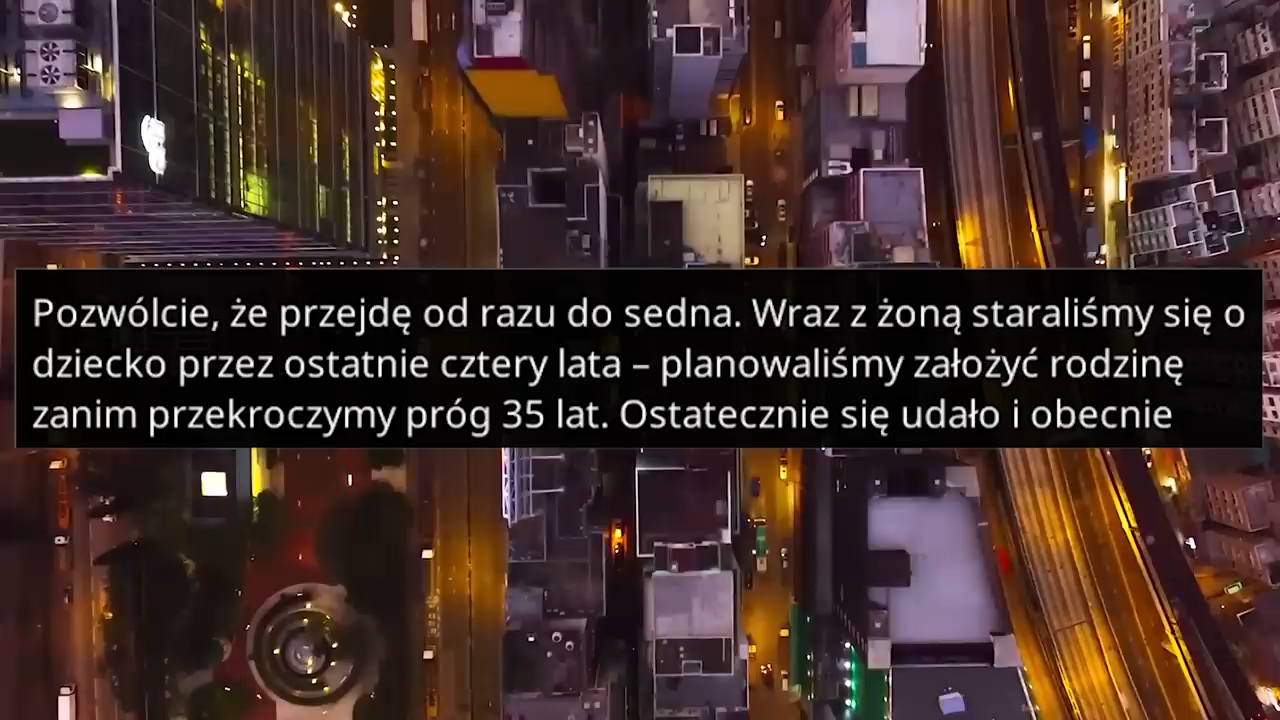 Pozwólcie, że przejdę od razu do sedna. Wraz z żoną staraliśmy się o
dziecko przez ostatnie cztery lata – planowaliśmy założyć rodzinę
zanim przekroczymy próg 35 lat. Ostatecznie się udało i obecnie